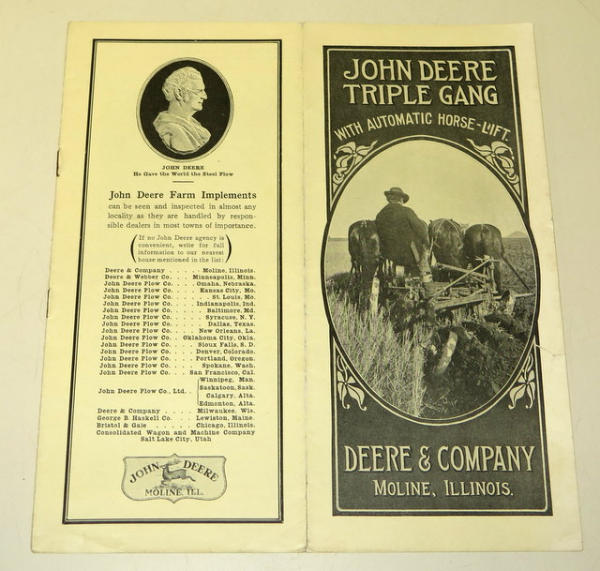 JOHN DEERE
He Gave the World the Steel Plow
John Deere Farm Implements
can be seen and inspected in almost any
locality as they are handled by respon-
sible dealers in most towns of importance.
(If no John Deere agency is
convenient, write for full
information to our nearest
house mentioned in the list:)
Deere & Company . . . . . Moline, Illinois.
Deere & Webber Co. . . Minneapolis, Minn.
John Deere Plow Co. . . . Omaha, Nebraska.
John Deere Plow Co. . . . Kansas City, Mo.
John Deere Plow Co. . . . . . St. Louis, Mo.
John Deere Plow Co. . . . Indianapolis, Ind.
John Deere Plow Co. . . . . Baltimore, Md.
John Deere Plow Co. . . . . Syracuse, N. Y.
John Deere Plow Co. . . . . Dallas, Texas.
John Deere Plow Co. . . . New Orleans, La.
John Deere Plow Co. . Oklahoma City, Okla.
John Deere Plow Co. . . . Sioux Falls, S. D.
John Deere Plow Co. . . . Denver, Colorado.
John Deere Plow Co. . . . Portland, Oregon.
John Deere Plow Co. . . . . Spokane, Wash.
John Deere Plow Co. . . . San Francisco, Cal.
John Deere Plow Co., Ltd. . . Winnipeg, Man.
Saskatoon, Sask.
Calgary, Alta.
Edmonton, Alta.
Deere & Company . . . . Milwaukee, Wis.
George B. Haskell Co. . . . Lewiston, Maine.
Bristol & Gale . . . . . . Chicago, Illinois.
Consolidated Wagon and Machine Company
Salt Lake City, Utah
JOHN DEERE
MOLINE, ILL.
JOHN DEERE
TRIPLE GANG
WITH AUTOMATIC HORSE-LIFT.
DEERE & COMPANY
MOLINE, ILLINOIS.